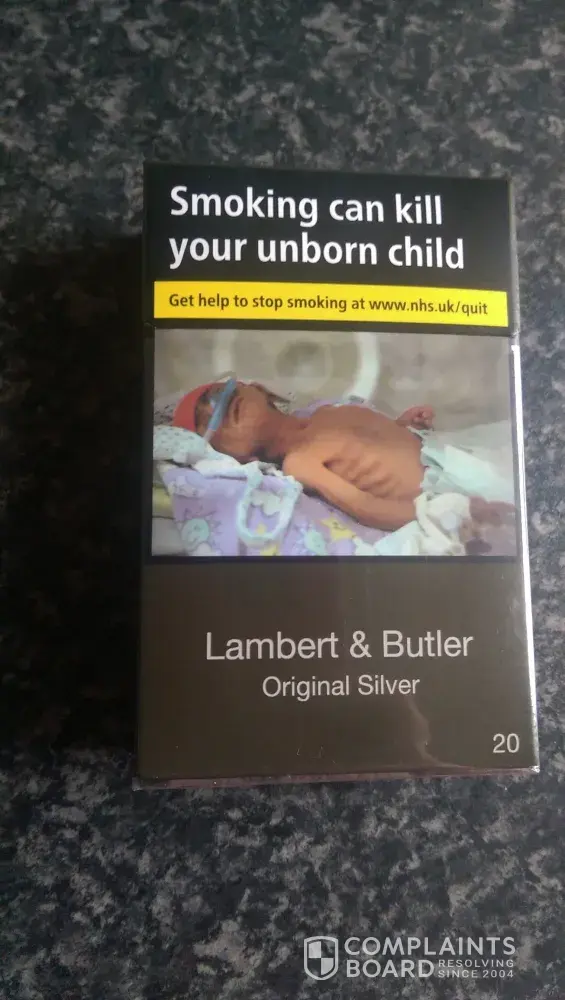 Smoking can kill
your unborn child
Get help to stop smoking at www.nhs.uk/quit
Lambert & Butler
Original Silver
20
COMPLAINTS
BOARD RESOLVING
SINCE 2004